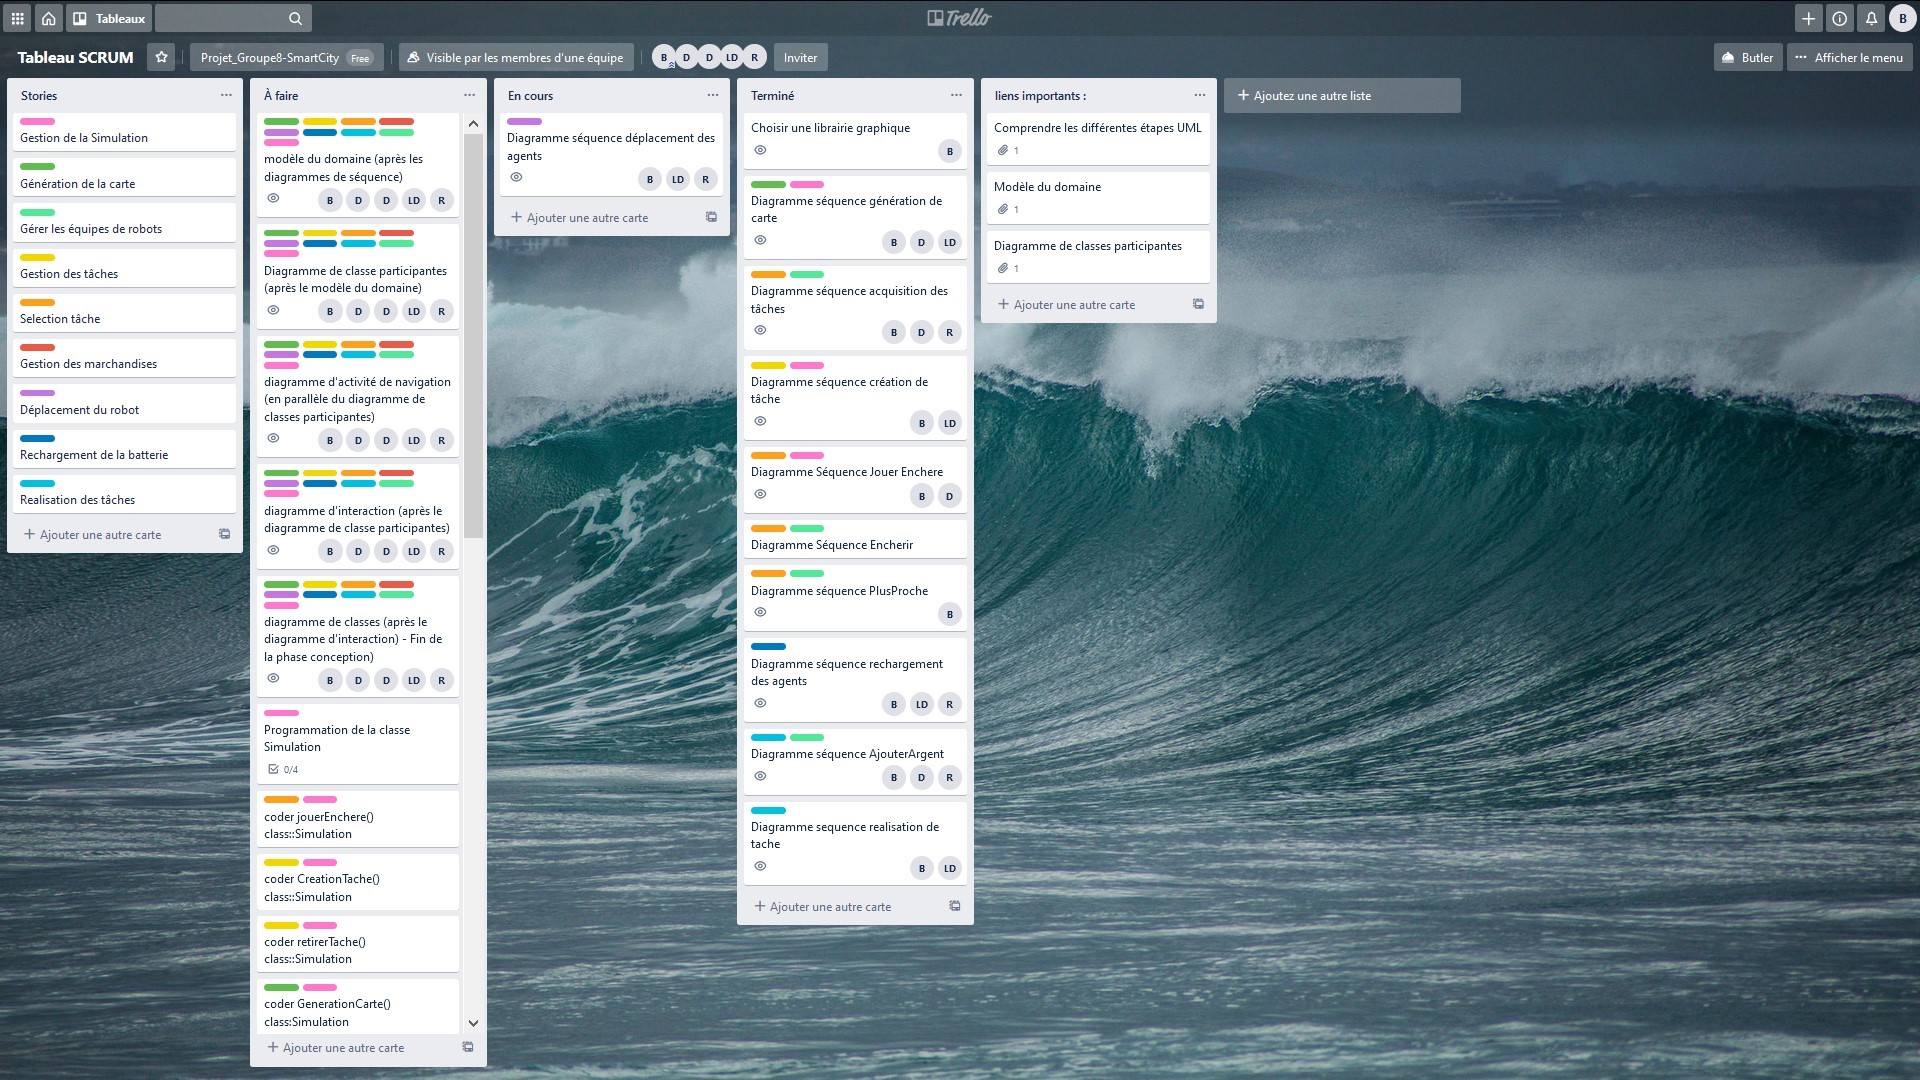 Tableaux
Trello
B
Tableau SCRUM
Projet_Groupe8-SmartCity Free
Visible par les membres d'une équipe
B D D LD R
Inviter
Butler
Afficher le menu
Stories
Gestion de la Simulation
Génération de la carte
Gérer les équipes de robots
Gestion des tâches
Selection tâche
Gestion des marchandises
Déplacement du robot
Rechargement de la batterie
Realisation des tâches
Ajouter une autre carte
À faire
modèle du domaine (après les
diagrammes de séquence)
B D D LD R
Diagramme de classe participantes
(après le modèle du domaine)
B D D LD R
diagramme d'activité de navigation
(en parallèle du diagramme de
classes participantes)
B D D LD R
diagramme d'interaction (après le
diagramme de classe participantes)
B D D LD R
diagramme de classes (après le
diagramme d'interaction) - Fin de
la phase conception)
B D D LD R
Programmation de la classe
Simulation
0/4
coder jouerEnchere()
class::Simulation
coder CreationTache()
class::Simulation
coder retirerTache()
class::Simulation
coder GenerationCarte()
class:Simulation
Ajouter une autre carte
En cours
Diagramme séquence déplacement des
agents
B LD R
Ajouter une autre carte
Terminé
Choisir une librairie graphique
B
Diagramme séquence génération de
carte
B D LD
Diagramme séquence acquisition des
tâches
B D R
Diagramme séquence création de
tâche
B LD
Diagramme Séquence Jouer Enchere
B D
Diagramme Séquence Encherir
Diagramme séquence PlusProche
B
Diagramme séquence rechargement
des agents
B LD R
Diagramme séquence AjouterArgent
B D R
Diagramme sequence realisation de
tache
B LD
Ajouter une autre carte
liens importants :
Comprendre les différentes étapes UML
1
Modèle du domaine
1
Diagramme de classes participantes
1
Ajouter une autre carte
Ajoutez une autre liste